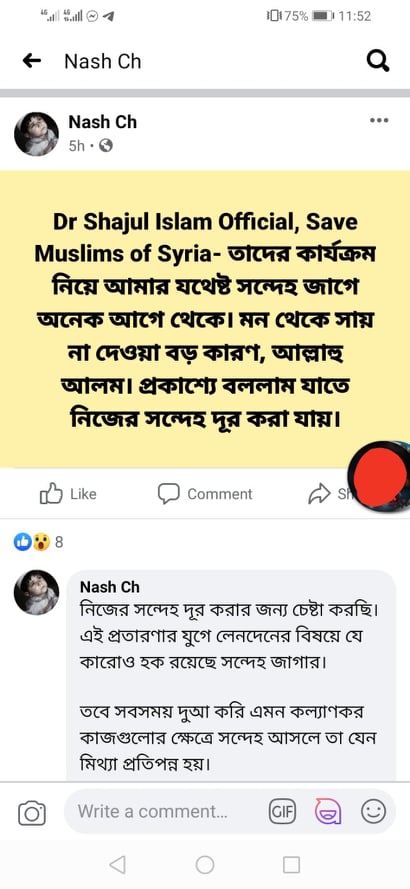 75% 11:52
Nash Ch
Nash Ch
5h
Dr Shajul Islam Official, Save
Muslims of Syria- তাদের কার্যক্রম
নিয়ে আমার যথেষ্ট সন্দেহ জাগে
অনেক আগে থেকে। মন থেকে সায়
না দেওয়া বড় কারণ, আল্লাহু
আলম। প্রকাশ্যে বললাম যাতে
নিজের সন্দেহ দূর করা যায়।
Like Comment
8
Nash Ch
নিজের সন্দেহ দূর করার জন্য চেষ্টা করছি।
এই প্রতারণার যুগে লেনদেনের বিষয়ে যে
কারোও হক রয়েছে সন্দেহ জাগার।
তবে সবসময় দুআ করি এমন কল্যাণকর
কাজগুলোর ক্ষেত্রে সন্দেহ আসলে তা যেন
মিথ্যা প্রতিপন্ন হয়।
Write a comment... GIF